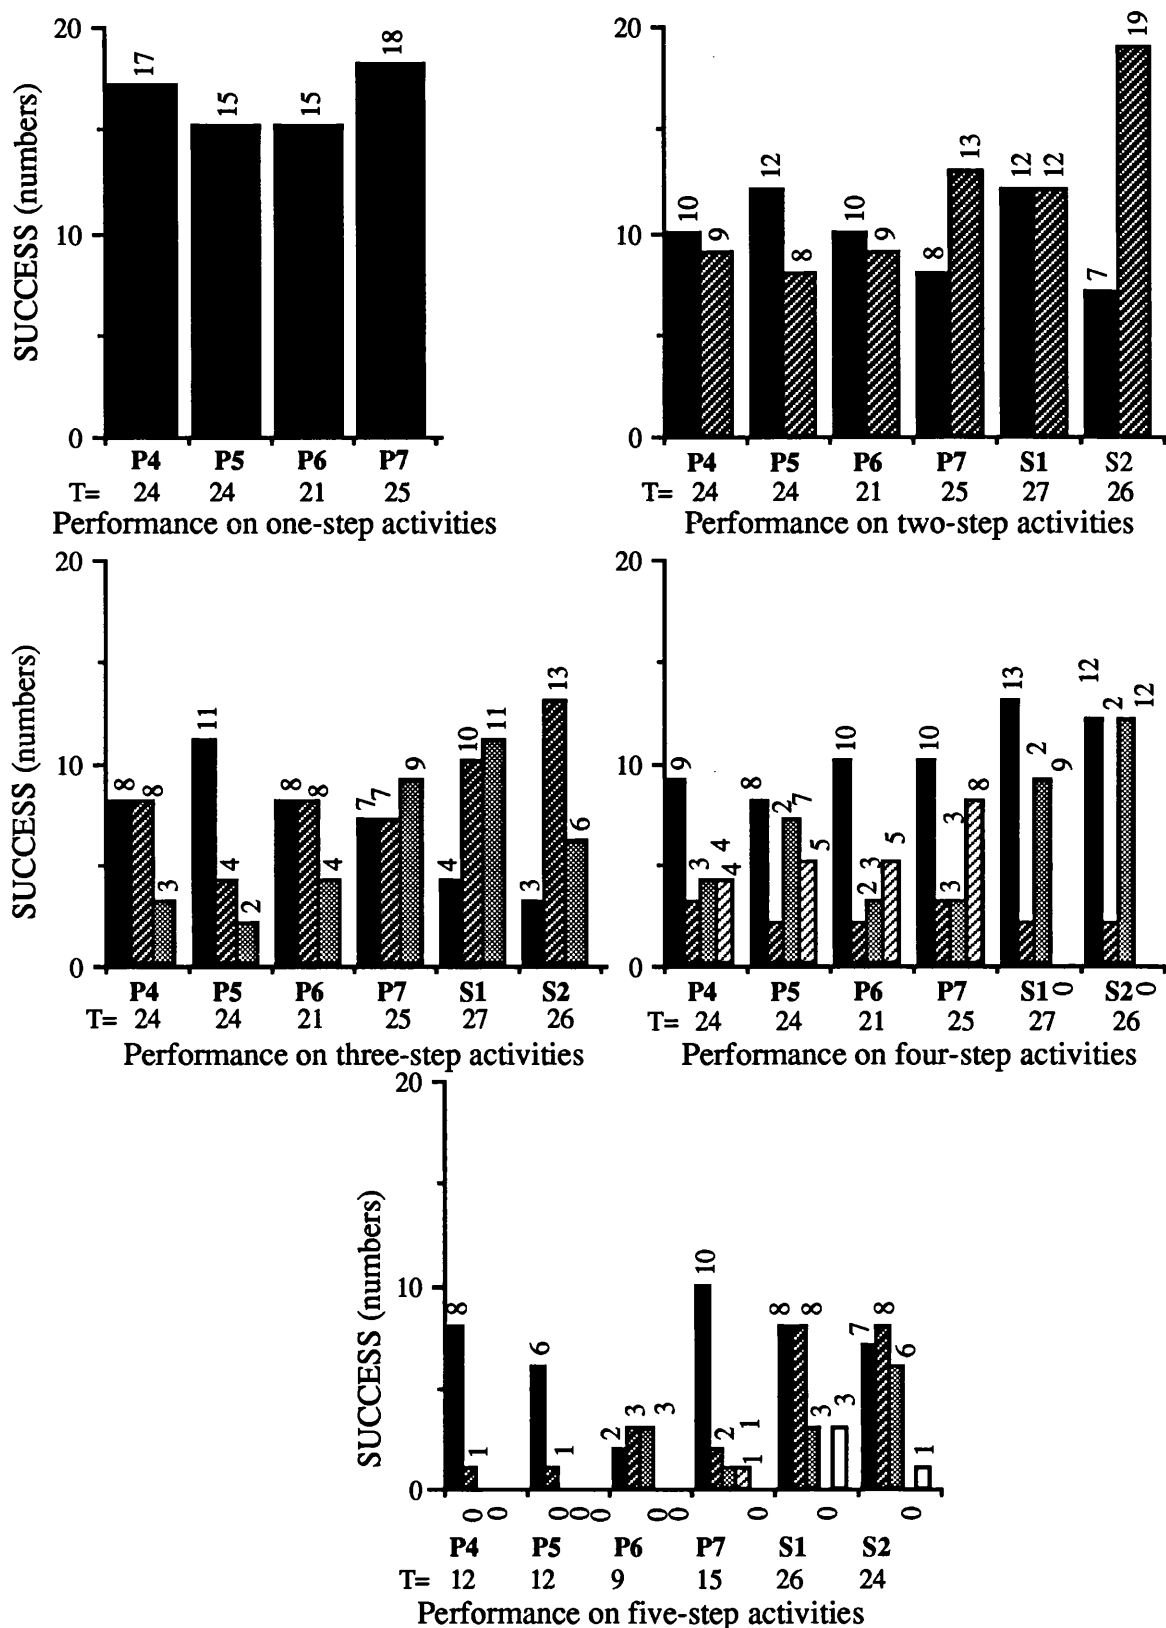 20
10
0
SUCCESS (numbers)
17
15
15
18
P4 P5 P6 P7
T= 24 24 21 25
Performance on one-step activities
20
10
0
10 9
12 8
10 9
8 13
12 12
7 19
P4 P5 P6 P7 S1 S2
24 24 21 25 27 26
Performance on two-step activities
20
10
0
SUCCESS (numbers)
8 8 3
11 4 2
8 8 4
7 7 9
4 10 11
3 13 6
P4 P5 P6 P7 S1 S2
T= 24 24 21 25 27 26
Performance on three-step activities
20
10
0
9 3 4 4
8 2 7 5
10 2 3 5
10 3 3 8
13 2 9 0
12 2 12 0
P4 P5 P6 P7 S1 S2
T= 24 24 21 25 27 26
Performance on four-step activities
20
10
0
SUCCESS (numbers)
8 1 0 0
6 1 0 0 0
2 3 3 0 0
10 2 1 1 0
8 8 3 0 3
7 8 6 0 1
P4 P5 P6 P7 S1 S2
T= 12 12 9 15 26 24
Performance on five-step activities